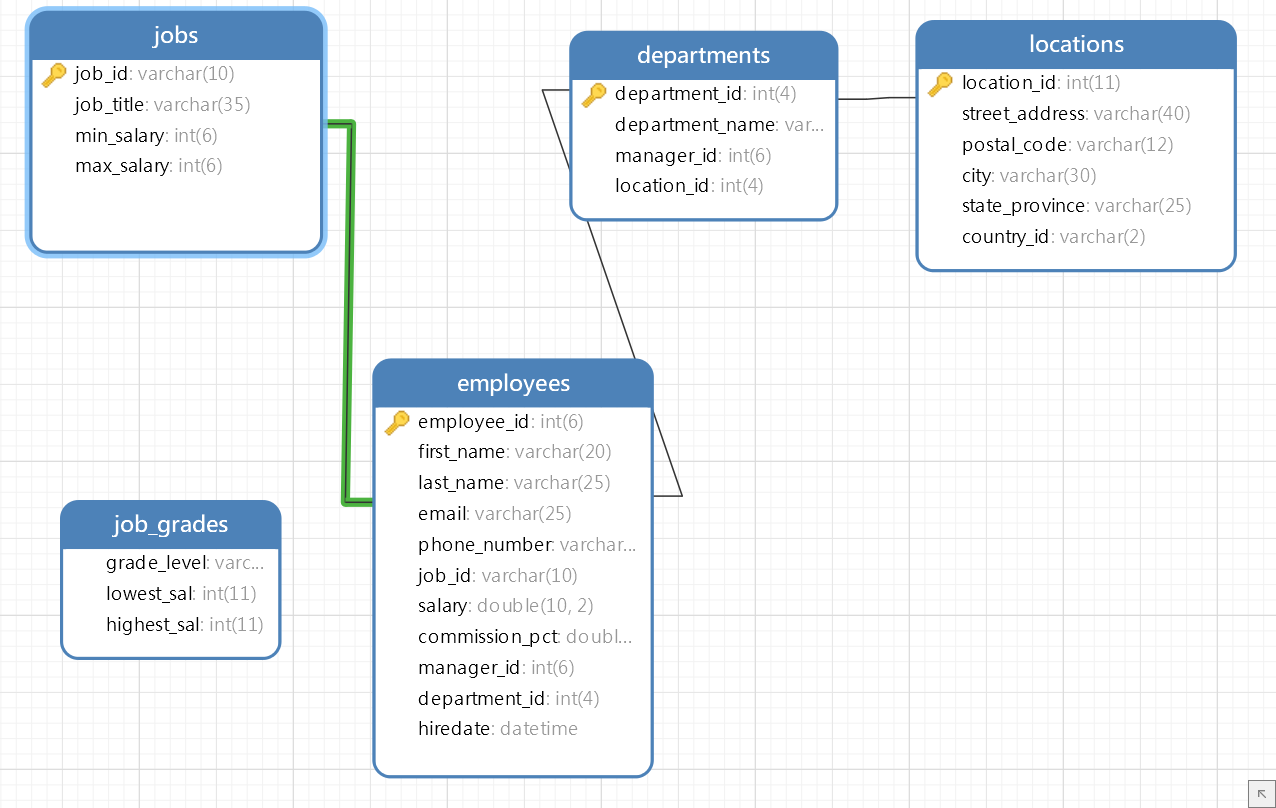 jobs
job_id: varchar(10)
job_title: varchar(35)
min_salary: int(6)
max_salary: int(6)
departments
department_id: int(4)
department_name: var...
manager_id: int(6)
location_id: int(4)
locations
location_id: int(11)
street_address: varchar(40)
postal_code: varchar(12)
city: varchar(30)
state_province: varchar(25)
country_id: varchar(2)
employees
employee_id: int(6)
first_name: varchar(20)
last_name: varchar(25)
email: varchar(25)
phone_number: varchar...
job_id: varchar(10)
salary: double(10, 2)
commission_pct: doubl...
manager_id: int(6)
department_id: int(4)
hiredate: datetime
job_grades
grade_level: varc...
lowest_sal: int(11)
highest_sal: int(11)